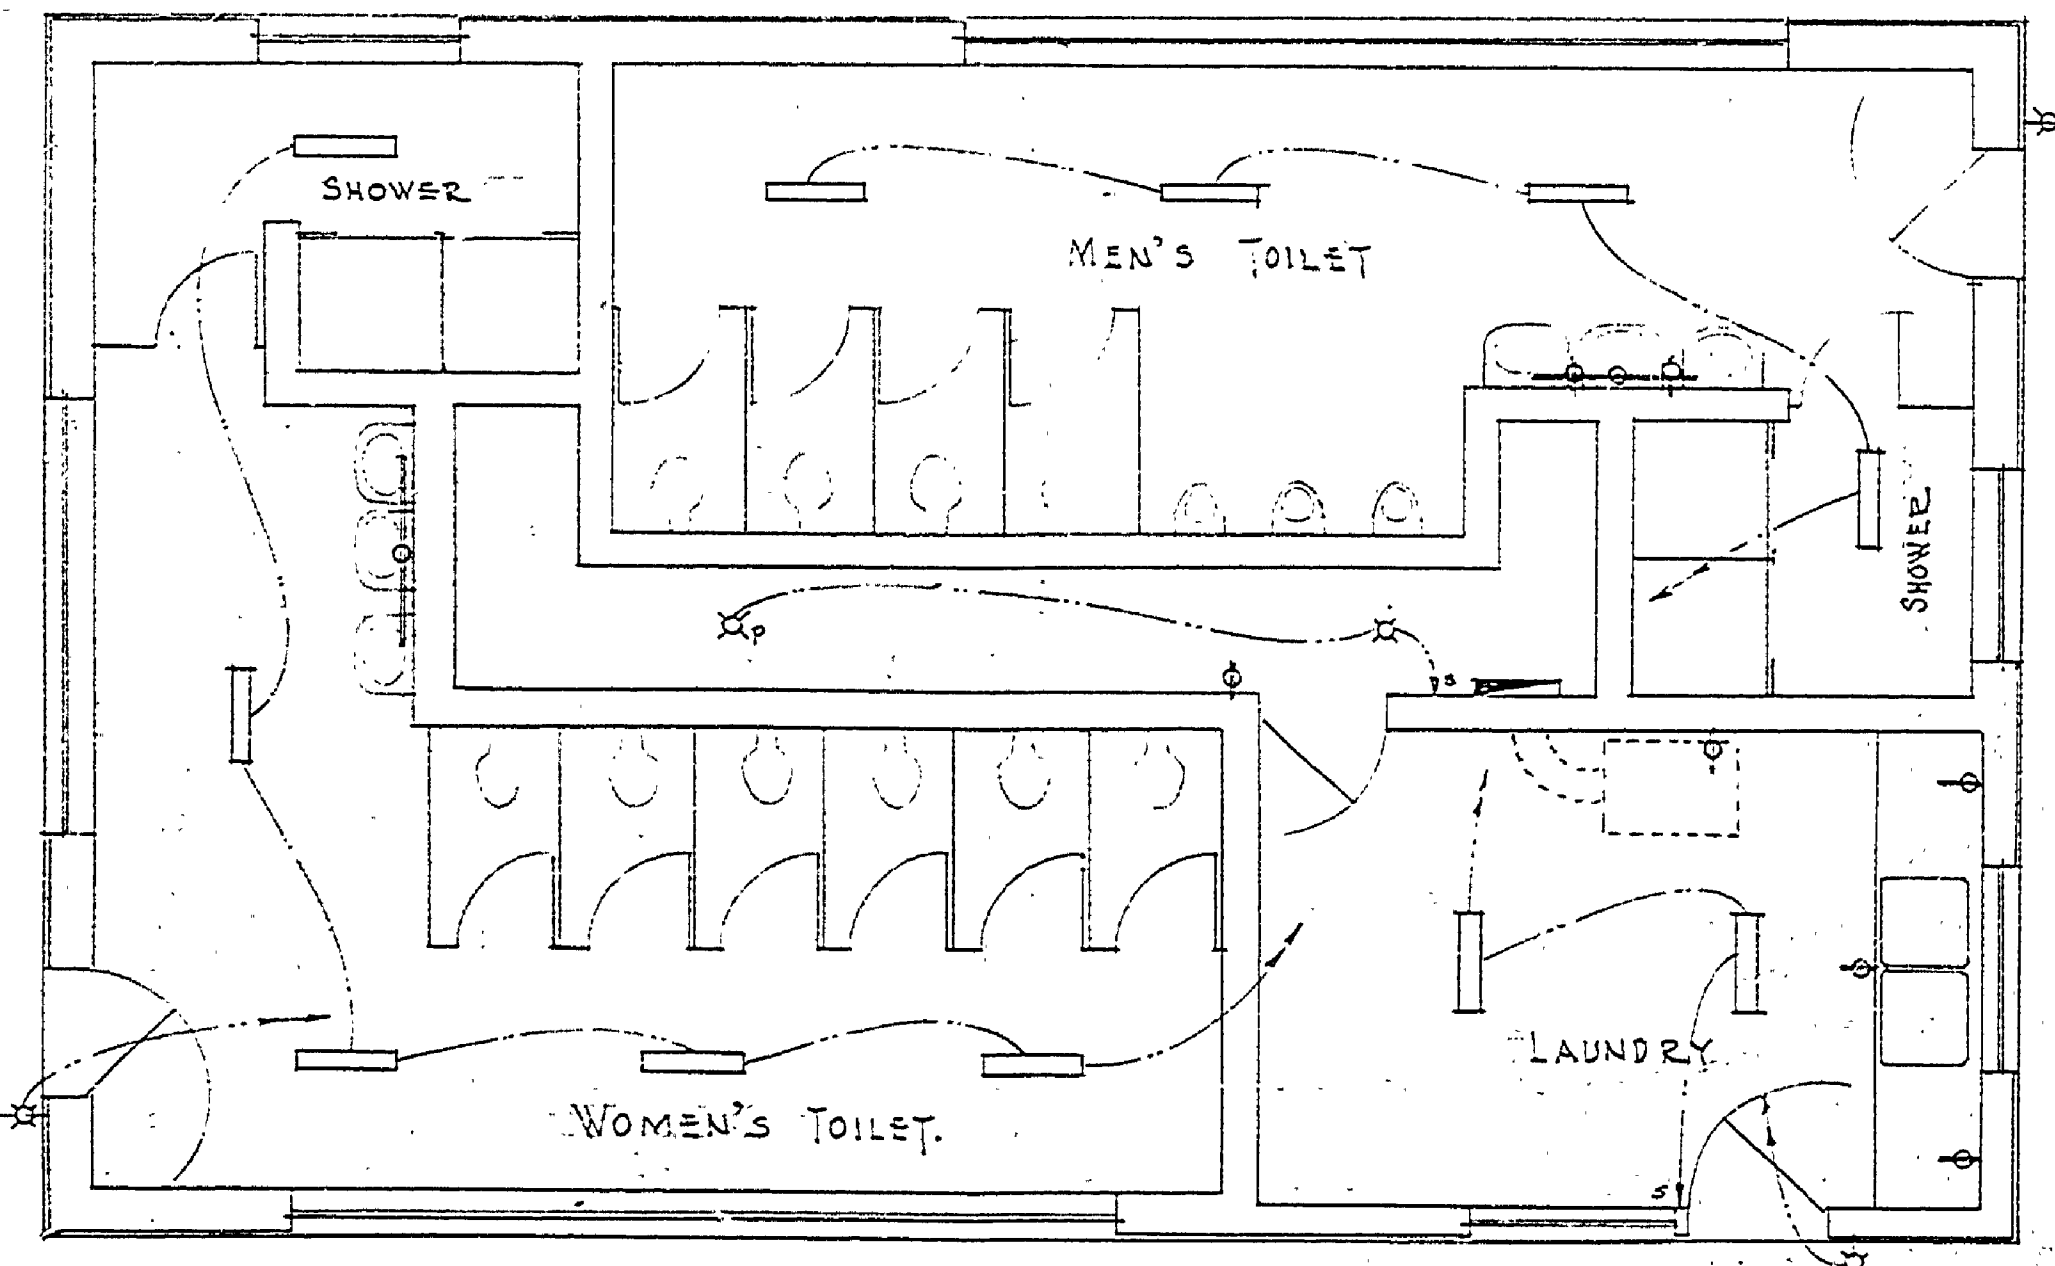 SHOWER
MEN'S TOILET
SHOWER
P
S
LAUNDRY
WOMEN'S TOILET.
S